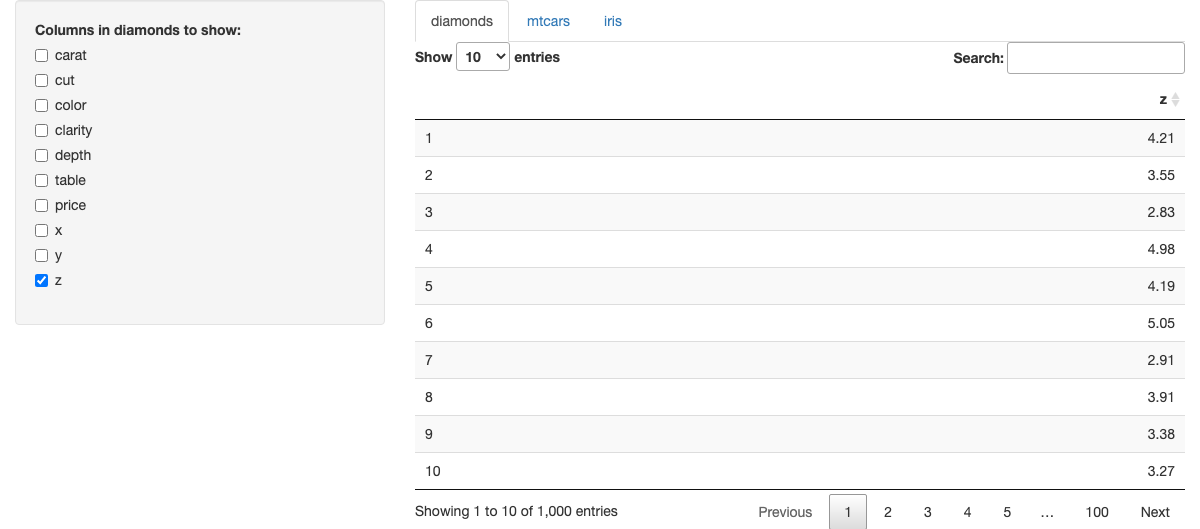 Columns in diamonds to show:
carat
cut
color
clarity
depth
table
price
x
y
z
diamonds mtcars iris
Show 10 entries Search:
z
1 4.21
2 3.55
3 2.83
4 4.98
5 4.19
6 5.05
7 2.91
8 3.91
9 3.38
10 3.27
Showing 1 to 10 of 1,000 entries Previous 1 2 3 4 5 … 100 Next